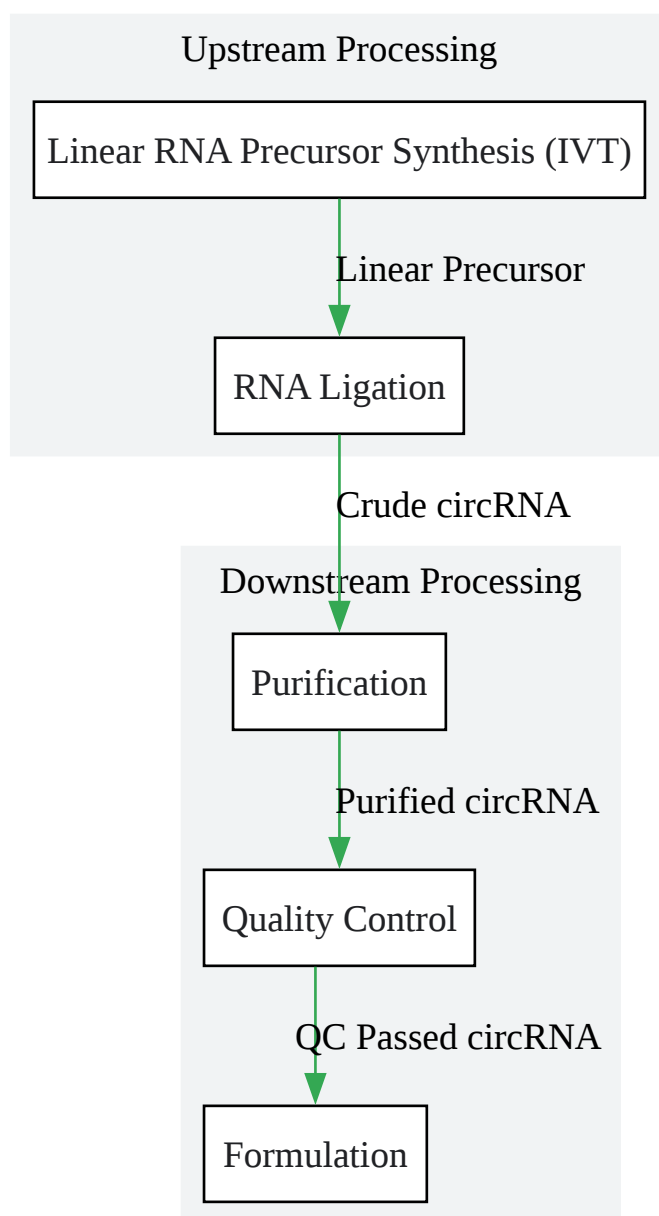 Upstream Processing
Linear RNA Precursor Synthesis (IVT)
Linear Precursor
RNA Ligation
Crude circRNA
Downstream Processing
Purification
Purified circRNA
Quality Control
QC Passed circRNA
Formulation